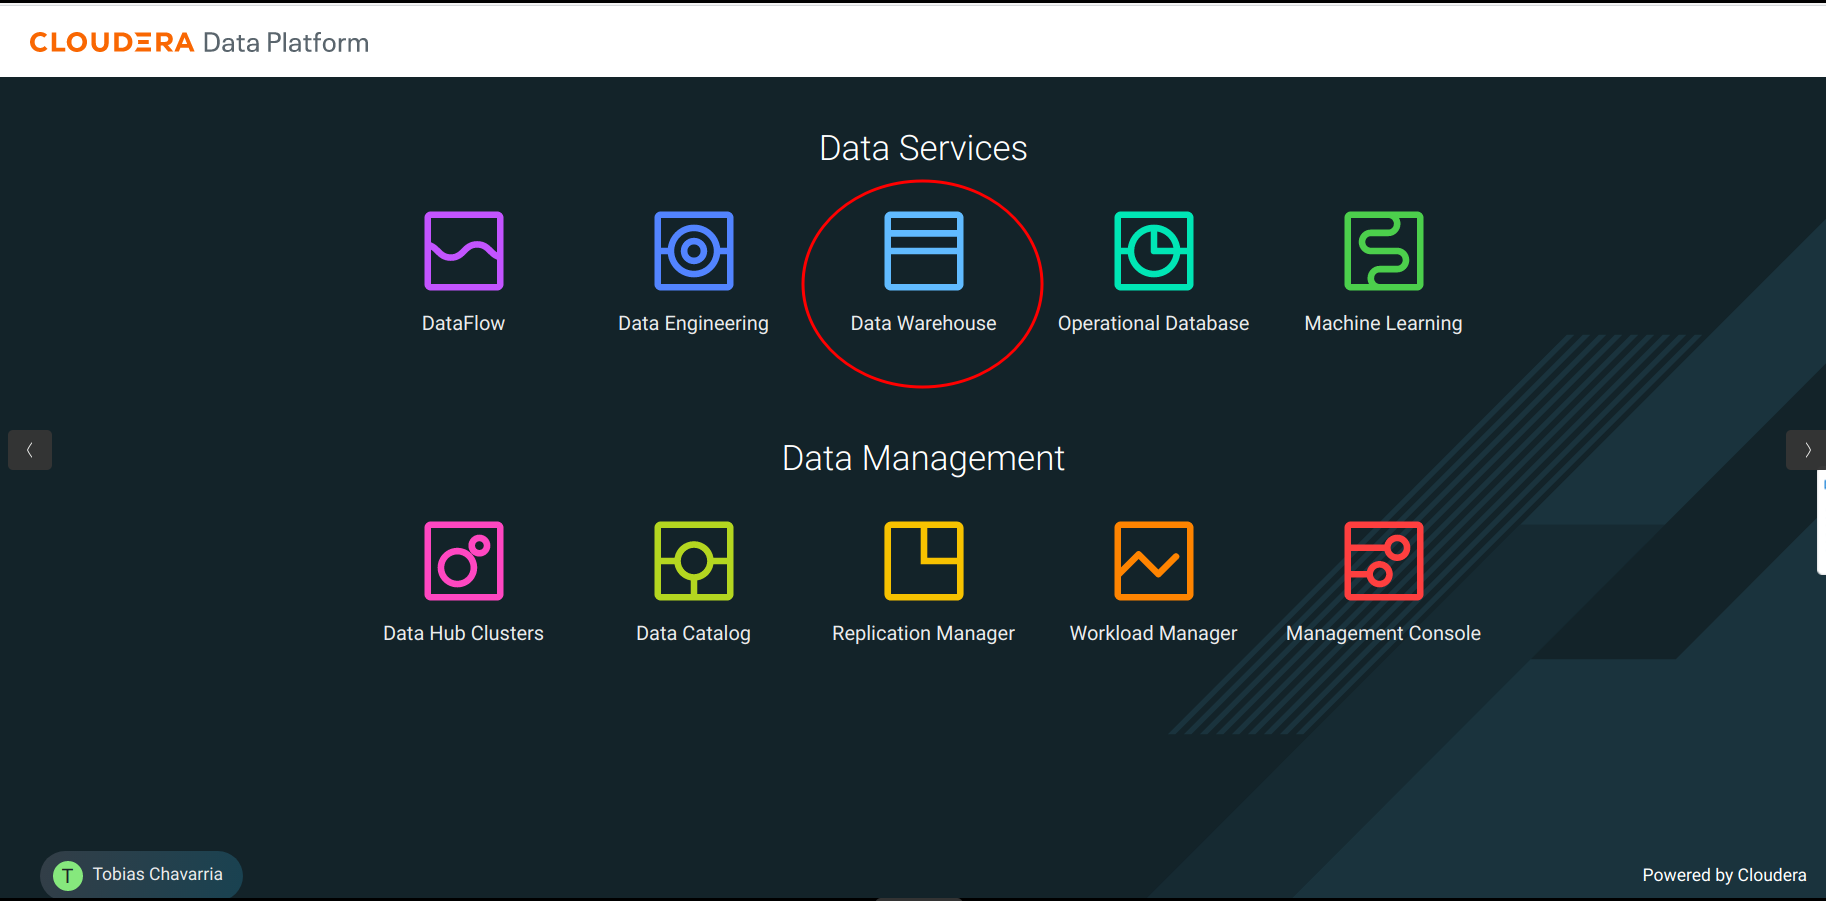 CLOUDERA Data Platform
Data Services
DataFlow
Data Engineering
Data Warehouse
Operational Database
Machine Learning
Data Management
Data Hub Clusters
Data Catalog
Replication Manager
Workload Manager
Management Console
T Tobias Chavarria
Powered by Cloudera